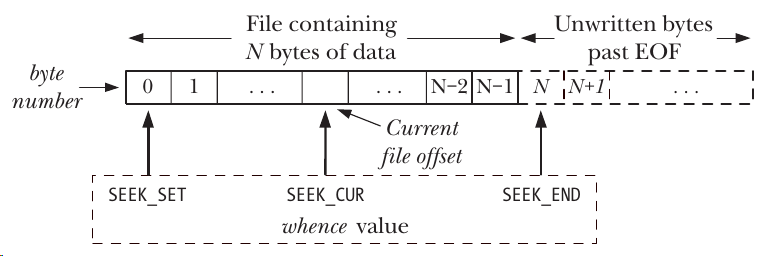 File containing
N bytes of data
Unwritten bytes
past EOF
byte
number
0 1 . . . . . . N−2 N−1 N N+1 . . .
Current
file offset
SEEK_SET SEEK_CUR SEEK_END
whence value